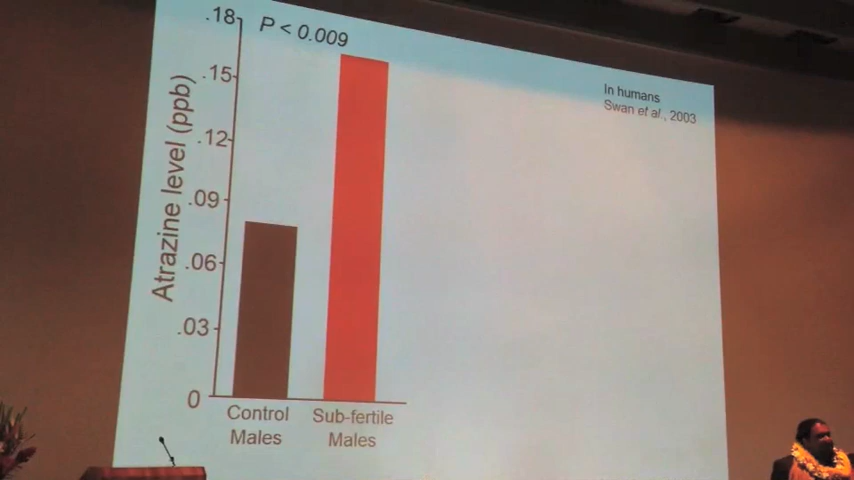 P < 0.009
In humans
Swan et al., 2003
Atrazine level (ppb)
.18
.15
.12
.09
.06
.03
0
Control
Males
Sub-fertile
Males